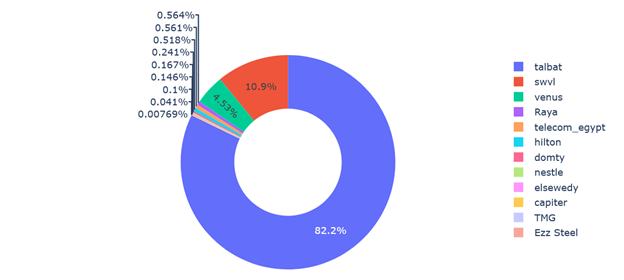 0.564%
0.561%
0.518%
0.241%
0.167%
0.146%
0.1%
0.041%
0.00769%
4.53%
10.9%
82.2%
talbat
swvl
venus
Raya
telecom_egypt
hilton
domty
nestle
elsewedy
capiter
TMG
Ezz Steel